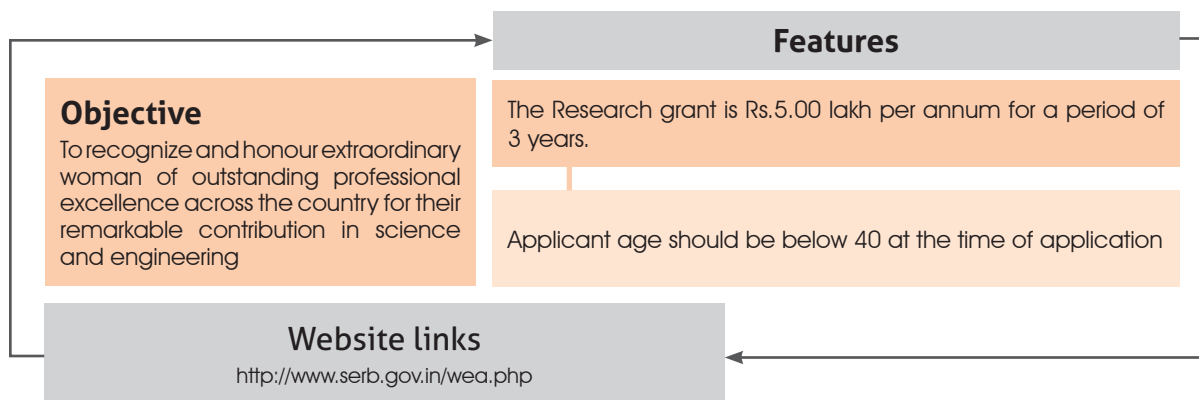 Features
Objective
To recognize and honour extraordinary
woman of outstanding professional
excellence across the country for their
remarkable contribution in science
and engineering
The Research grant is Rs.5.00 lakh per annum for a period of
3 years.
Applicant age should be below 40 at the time of application
Website links
http://www.serb.gov.in/wea.php